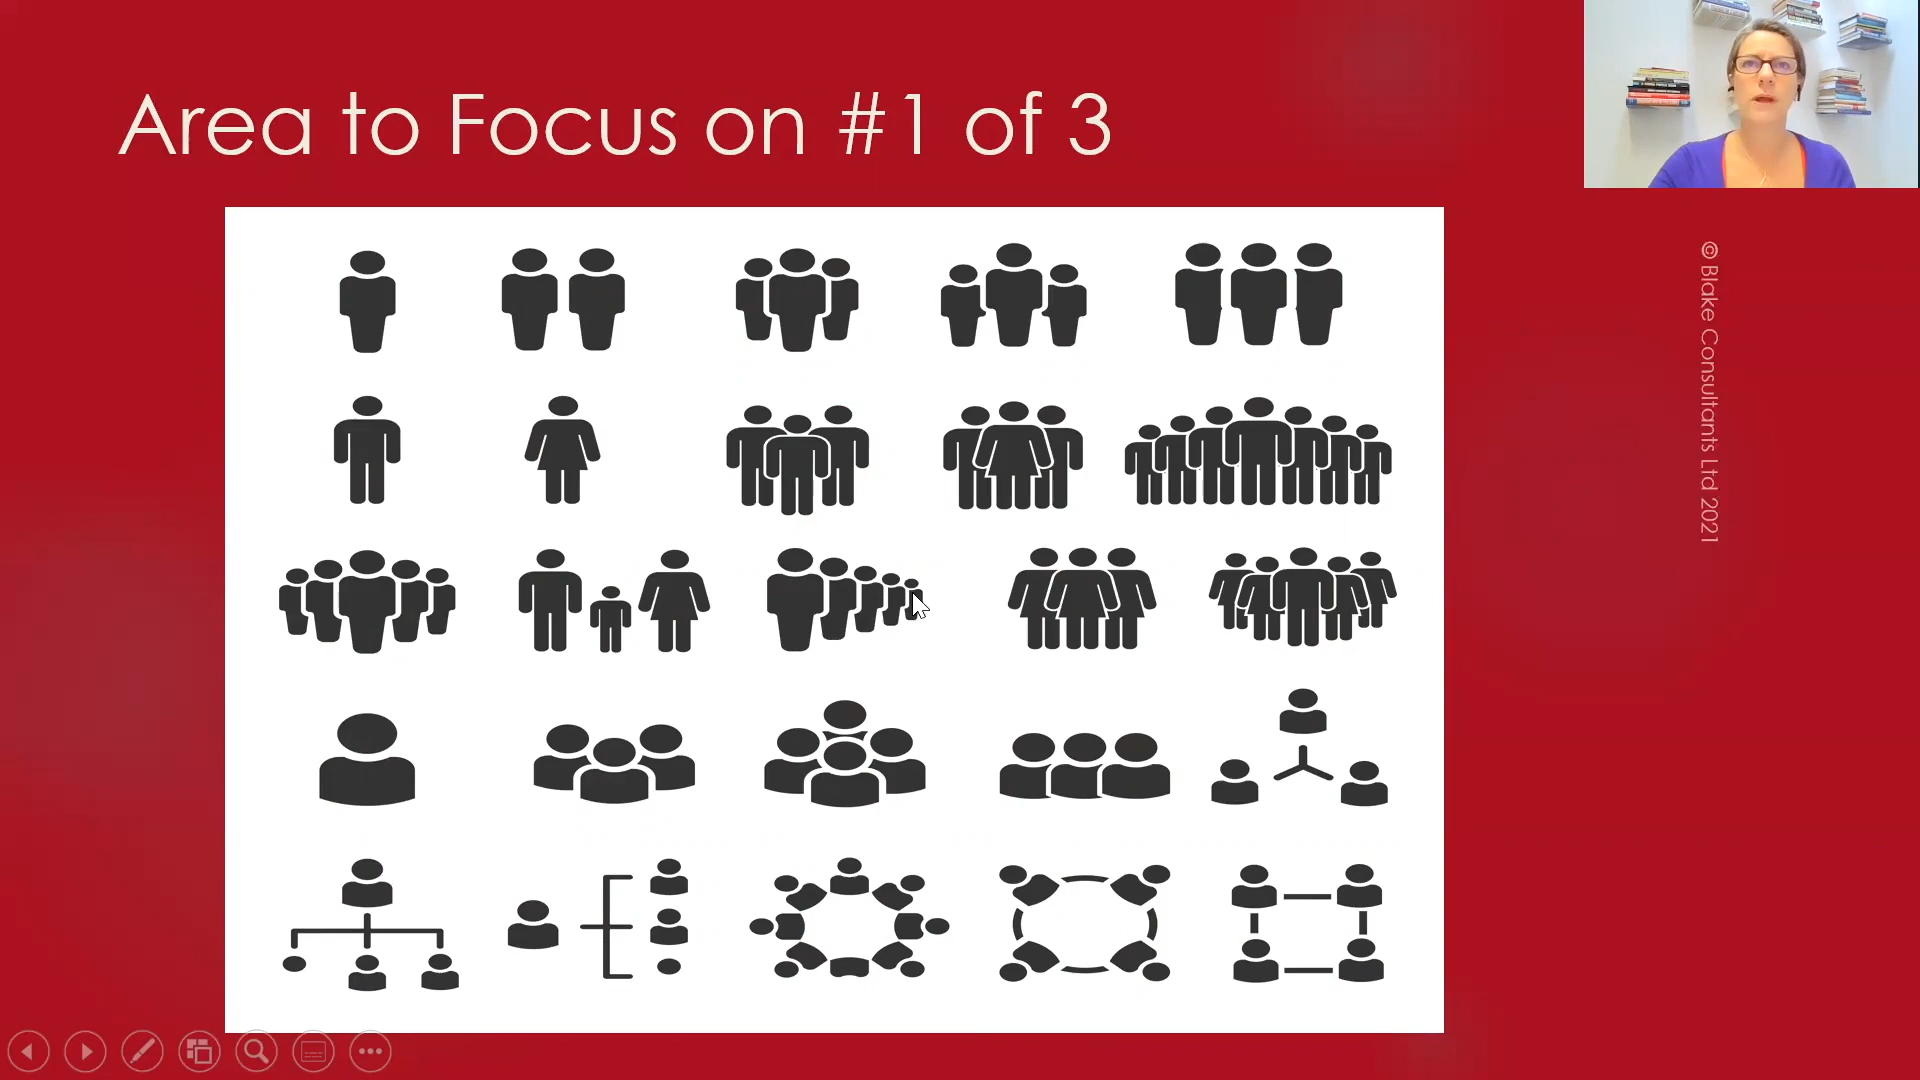 Area to Focus on #1 of 3
© Blake Consultants Ltd 2021